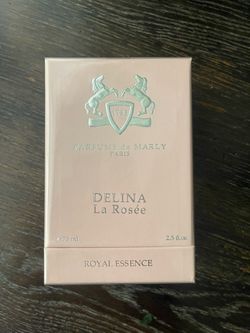 PARFUMS de MARLY
PARIS
DELINA
La Rosée
75 ml 2.5 fl.oz
ROYAL ESSENCE